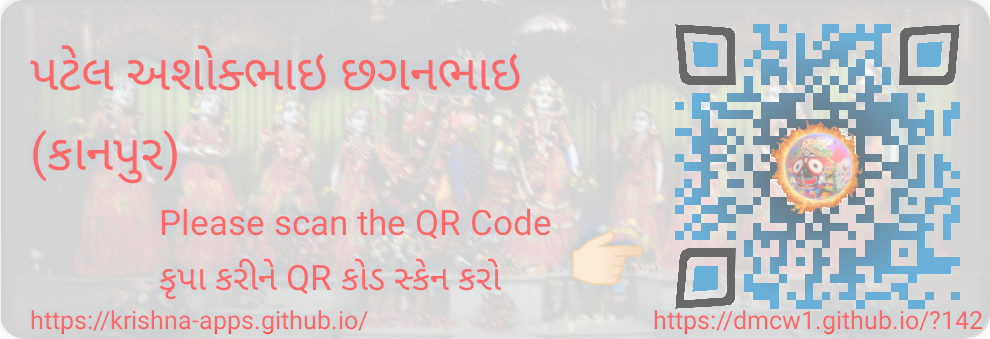 પટેલ અશોકભાઇ છગનભાઇ
(કાનપુર)
Please scan the QR Code
કૃપા કરીને QR કોડ સ્કેન કરો
https://krishna-apps.github.io/
https://dmcw1.github.io/?142